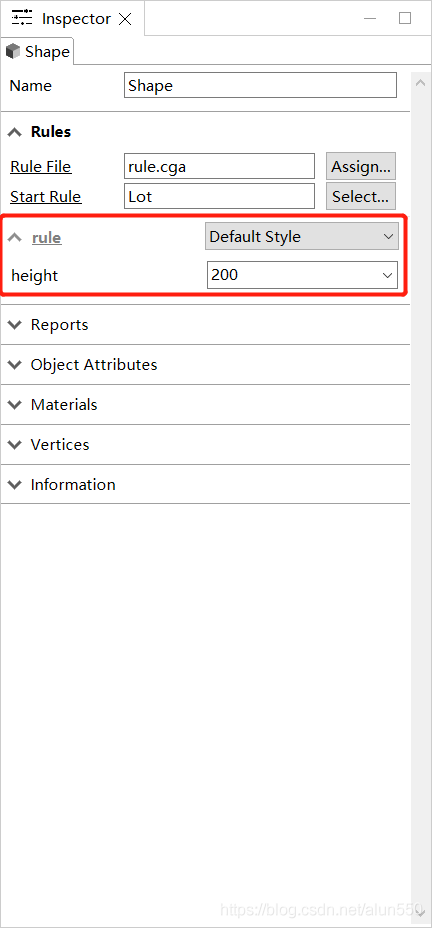 Inspector
Shape
Name Shape
Rules
Rule File rule.cga Assign...
Start Rule Lot Select...
rule Default Style
height 200
Reports
Object Attributes
Materials
Vertices
Information
https://blog.csdn.net/alun550